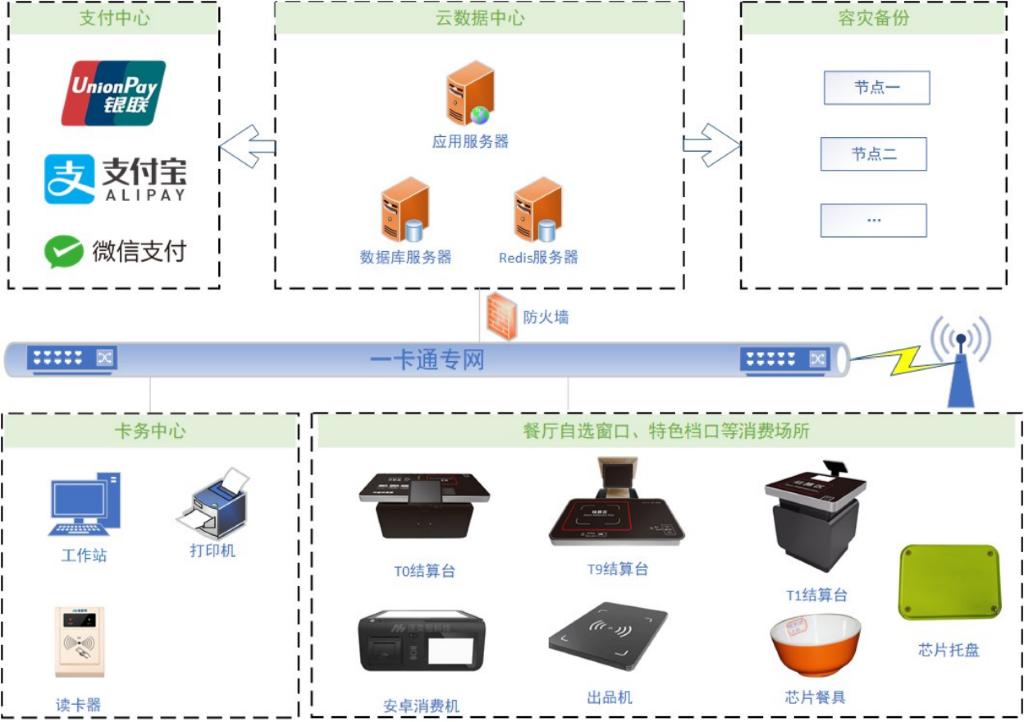 支付中心
云数据中心
容灾备份
UnionPay
银联
支付宝
ALIPAY
微信支付
应用服务器
数据库服务器
Redis服务器
节点一
节点二
...
防火墙
一卡通专网
卡务中心
餐厅自选窗口、特色档口等消费场所
工作站
打印机
读卡器
T0结算台
T9结算台
T1结算台
安卓消费机
出品机
芯片餐具
芯片托盘